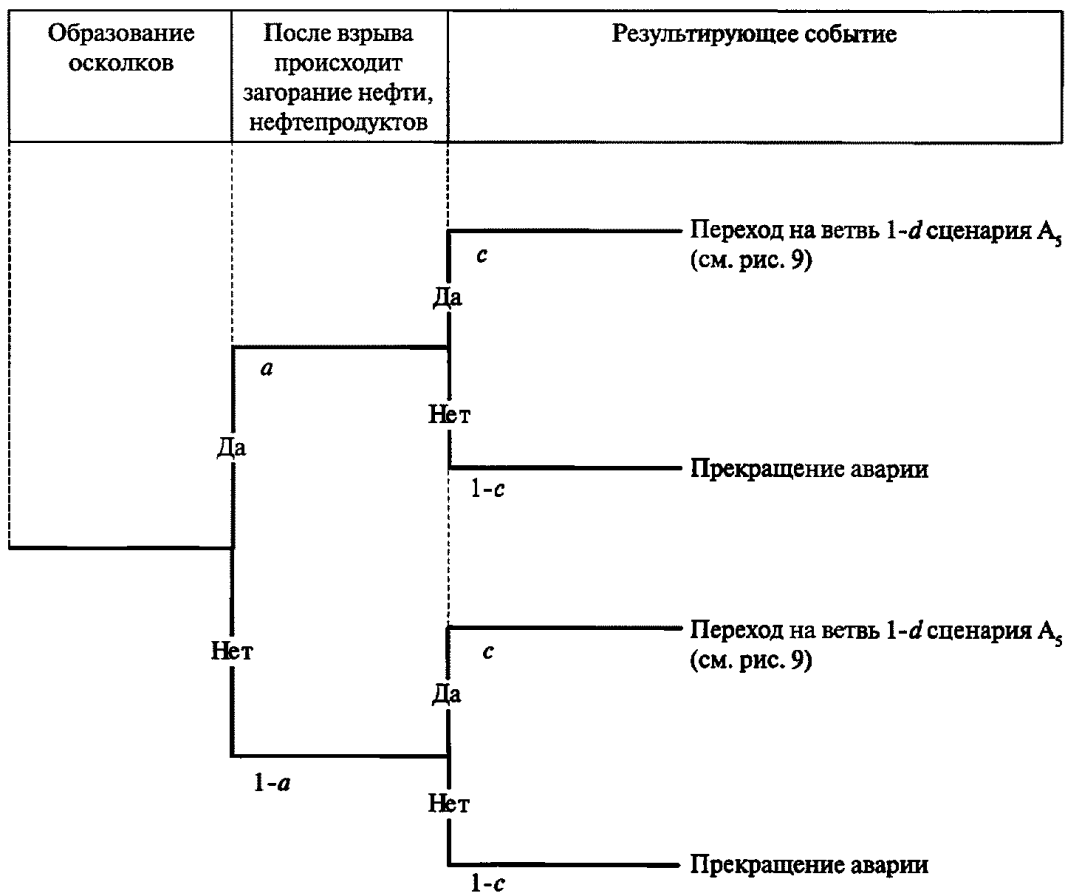 Образование
осколков
После взрыва
происходит
загорание нефти,
нефтепродуктов
Результирующее событие
Переход на ветвь 1-d сценария А₅
(см. рис. 9)
c
Да
a
Нет
Да
Прекращение аварии
1-c
Переход на ветвь 1-d сценария А₅
(см. рис. 9)
c
Нет
Да
1-a
Нет
Прекращение аварии
1-c